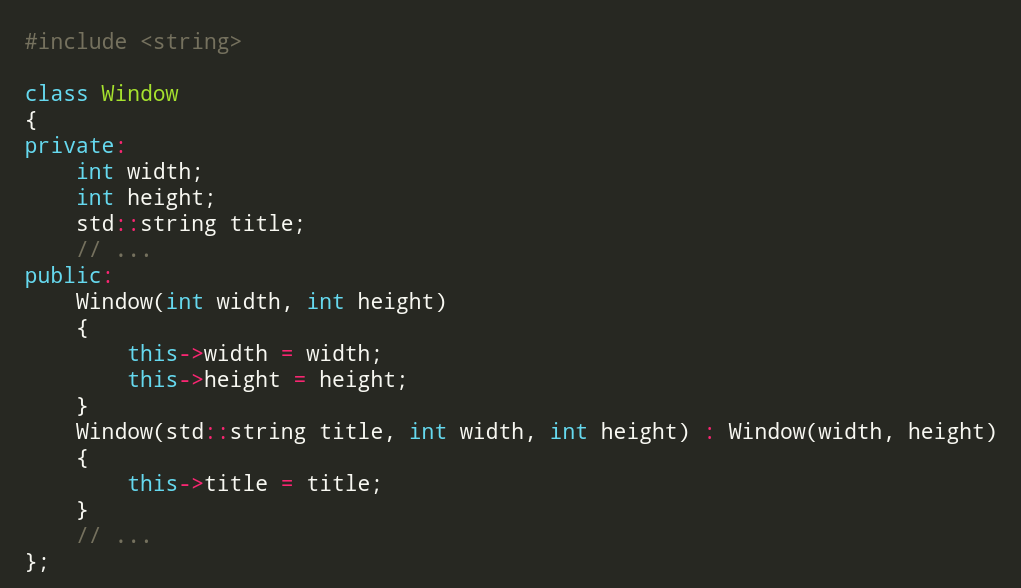 #include <string>

class Window
{
private:
    int width;
    int height;
    std::string title;
    // ...
public:
    Window(int width, int height)
    {
        this->width = width;
        this->height = height;
    }
    Window(std::string title, int width, int height) : Window(width, height)
    {
        this->title = title;
    }
    // ...
};